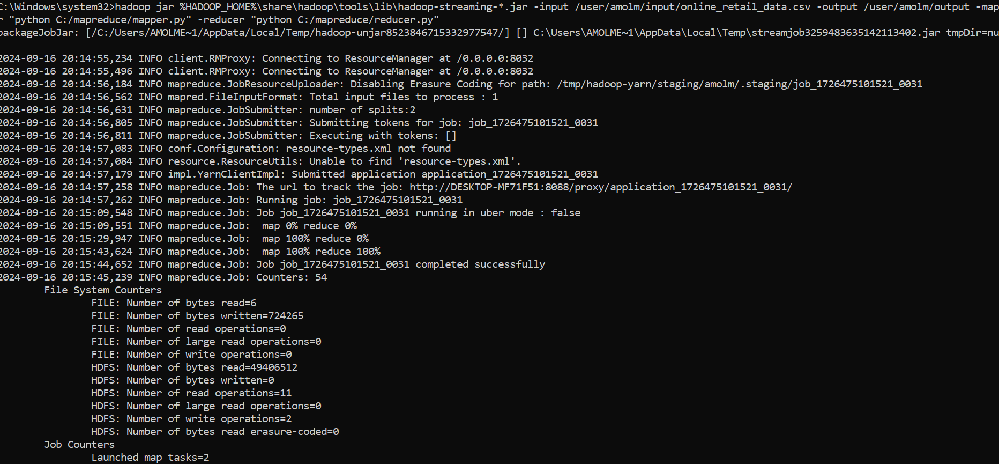 C:\Windows\system32>hadoop jar %HADOOP_HOME%\share\hadoop\tools\lib\hadoop-streaming-*.jar -input /user/amolm/input/online_retail_data.csv -output /user/amolm/output -map
r "python C:/mapreduce/mapper.py" -reducer "python C:/mapreduce/reducer.py"
packageJobJar: [/C:/Users/AMOLME~1/AppData/Local/Temp/hadoop-unjar8523846715332977547/] [] C:\Users\AMOLME~1\AppData\Local\Temp\streamjob3259483635142113402.jar tmpDir=nu
2024-09-16 20:14:55,234 INFO client.RMProxy: Connecting to ResourceManager at /0.0.0.0:8032
2024-09-16 20:14:55,496 INFO client.RMProxy: Connecting to ResourceManager at /0.0.0.0:8032
2024-09-16 20:14:56,184 INFO mapreduce.JobResourceUploader: Disabling Erasure Coding for path: /tmp/hadoop-yarn/staging/amolm/.staging/job_1726475101521_0031
2024-09-16 20:14:56,562 INFO mapred.FileInputFormat: Total input files to process : 1
2024-09-16 20:14:56,631 INFO mapreduce.JobSubmitter: number of splits:2
2024-09-16 20:14:56,805 INFO mapreduce.JobSubmitter: Submitting tokens for job: job_1726475101521_0031
2024-09-16 20:14:56,811 INFO mapreduce.JobSubmitter: Executing with tokens: []
2024-09-16 20:14:57,083 INFO conf.Configuration: resource-types.xml not found
2024-09-16 20:14:57,084 INFO resource.ResourceUtils: Unable to find 'resource-types.xml'.
2024-09-16 20:14:57,179 INFO impl.YarnClientImpl: Submitted application application_1726475101521_0031
2024-09-16 20:14:57,258 INFO mapreduce.Job: The url to track the job: http://DESKTOP-MF71F51:8088/proxy/application_1726475101521_0031/
2024-09-16 20:14:57,262 INFO mapreduce.Job: Running job: job_1726475101521_0031
2024-09-16 20:15:09,548 INFO mapreduce.Job: Job job_1726475101521_0031 running in uber mode : false
2024-09-16 20:15:09,551 INFO mapreduce.Job:  map 0% reduce 0%
2024-09-16 20:15:29,947 INFO mapreduce.Job:  map 100% reduce 0%
2024-09-16 20:15:43,624 INFO mapreduce.Job:  map 100% reduce 100%
2024-09-16 20:15:44,652 INFO mapreduce.Job: Job job_1726475101521_0031 completed successfully
2024-09-16 20:15:45,239 INFO mapreduce.Job: Counters: 54
File System Counters
FILE: Number of bytes read=6
FILE: Number of bytes written=724265
FILE: Number of read operations=0
FILE: Number of large read operations=0
FILE: Number of write operations=0
HDFS: Number of bytes read=49406512
HDFS: Number of bytes written=0
HDFS: Number of read operations=11
HDFS: Number of large read operations=0
HDFS: Number of write operations=2
HDFS: Number of bytes read erasure-coded=0
Job Counters
Launched map tasks=2